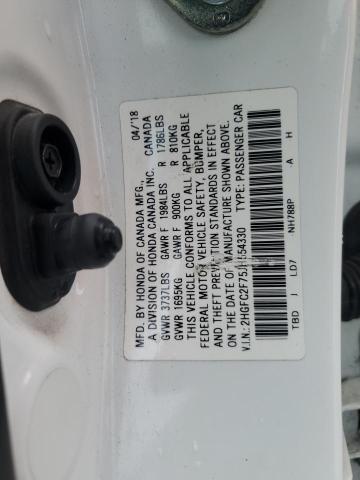 MFD. BY HONDA OF CANADA MFG., 04/'18
A DIVISION OF HONDA CANADA INC. CANADA
GVWR 3737LBS GAWR F 1984LBS R 1786LBS
GVWR 1695KG GAWR F 900KG R 810KG
THIS VEHICLE CONFORMS TO ALL APPLICABLE
FEDERAL MOTOR VEHICLE SAFETY, BUMPER,
AND THEFT PREVENTION STANDARDS IN EFFECT
ON THE DATE OF MANUFACTURE SHOWN ABOVE.
V.I.N.: TYPE: PASSENGER CAR
TBD I LD7 NH788P A H